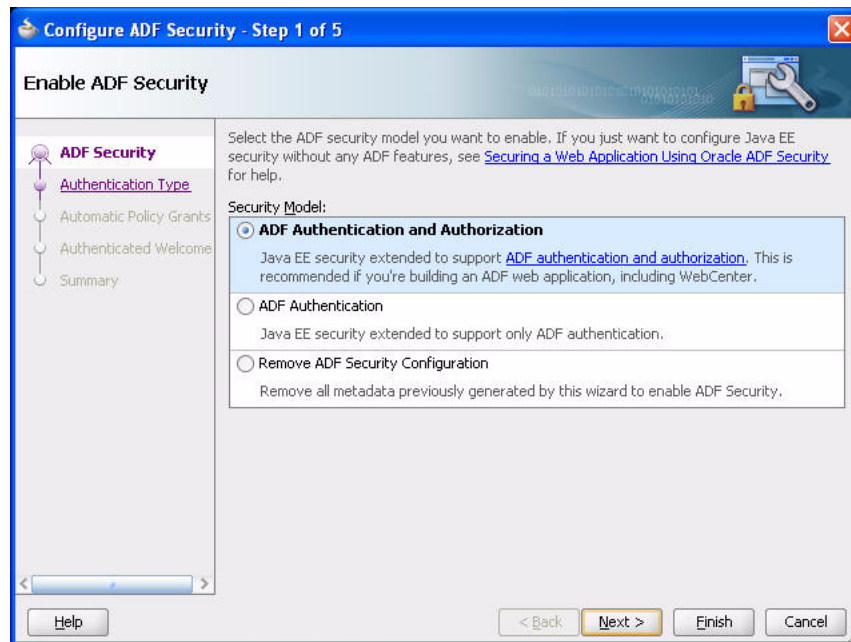 Configure ADF Security - Step 1 of 5
Enable ADF Security
ADF Security
Authentication Type
Automatic Policy Grants
Authenticated Welcome
Summary
Select the ADF security model you want to enable. If you just want to configure Java EE
security without any ADF features, see Securing a Web Application Using Oracle ADF Security
for help.
Security Model:
ADF Authentication and Authorization
Java EE security extended to support ADF authentication and authorization. This is
recommended if you're building an ADF web application, including WebCenter.
ADF Authentication
Java EE security extended to support only ADF authentication.
Remove ADF Security Configuration
Remove all metadata previously generated by this wizard to enable ADF Security.
Help
< Back
Next >
Finish
Cancel